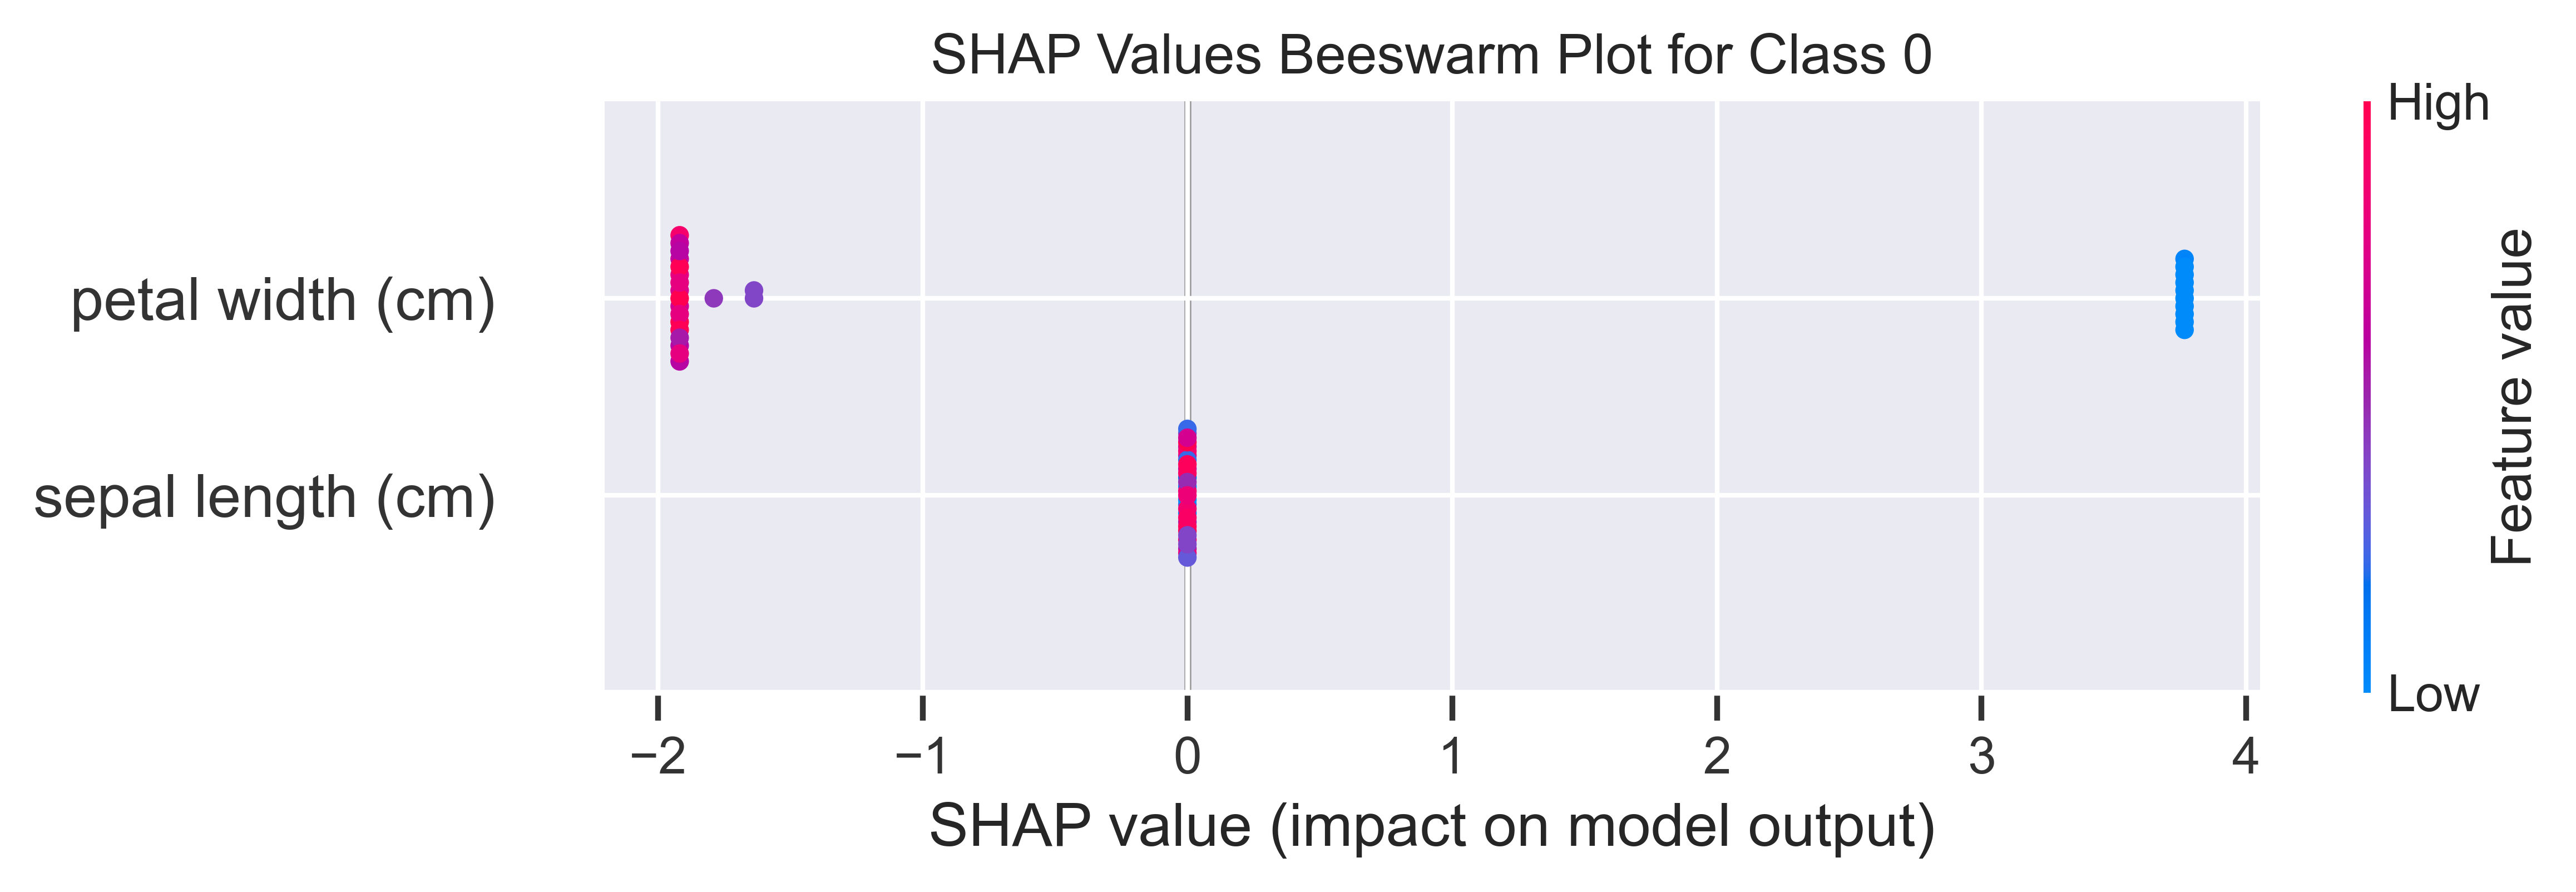 SHAP Values Beeswarm Plot for Class 0
High
petal width (cm)
sepal length (cm)
Feature value
Low
−2 −1 0 1 2 3 4
SHAP value (impact on model output)